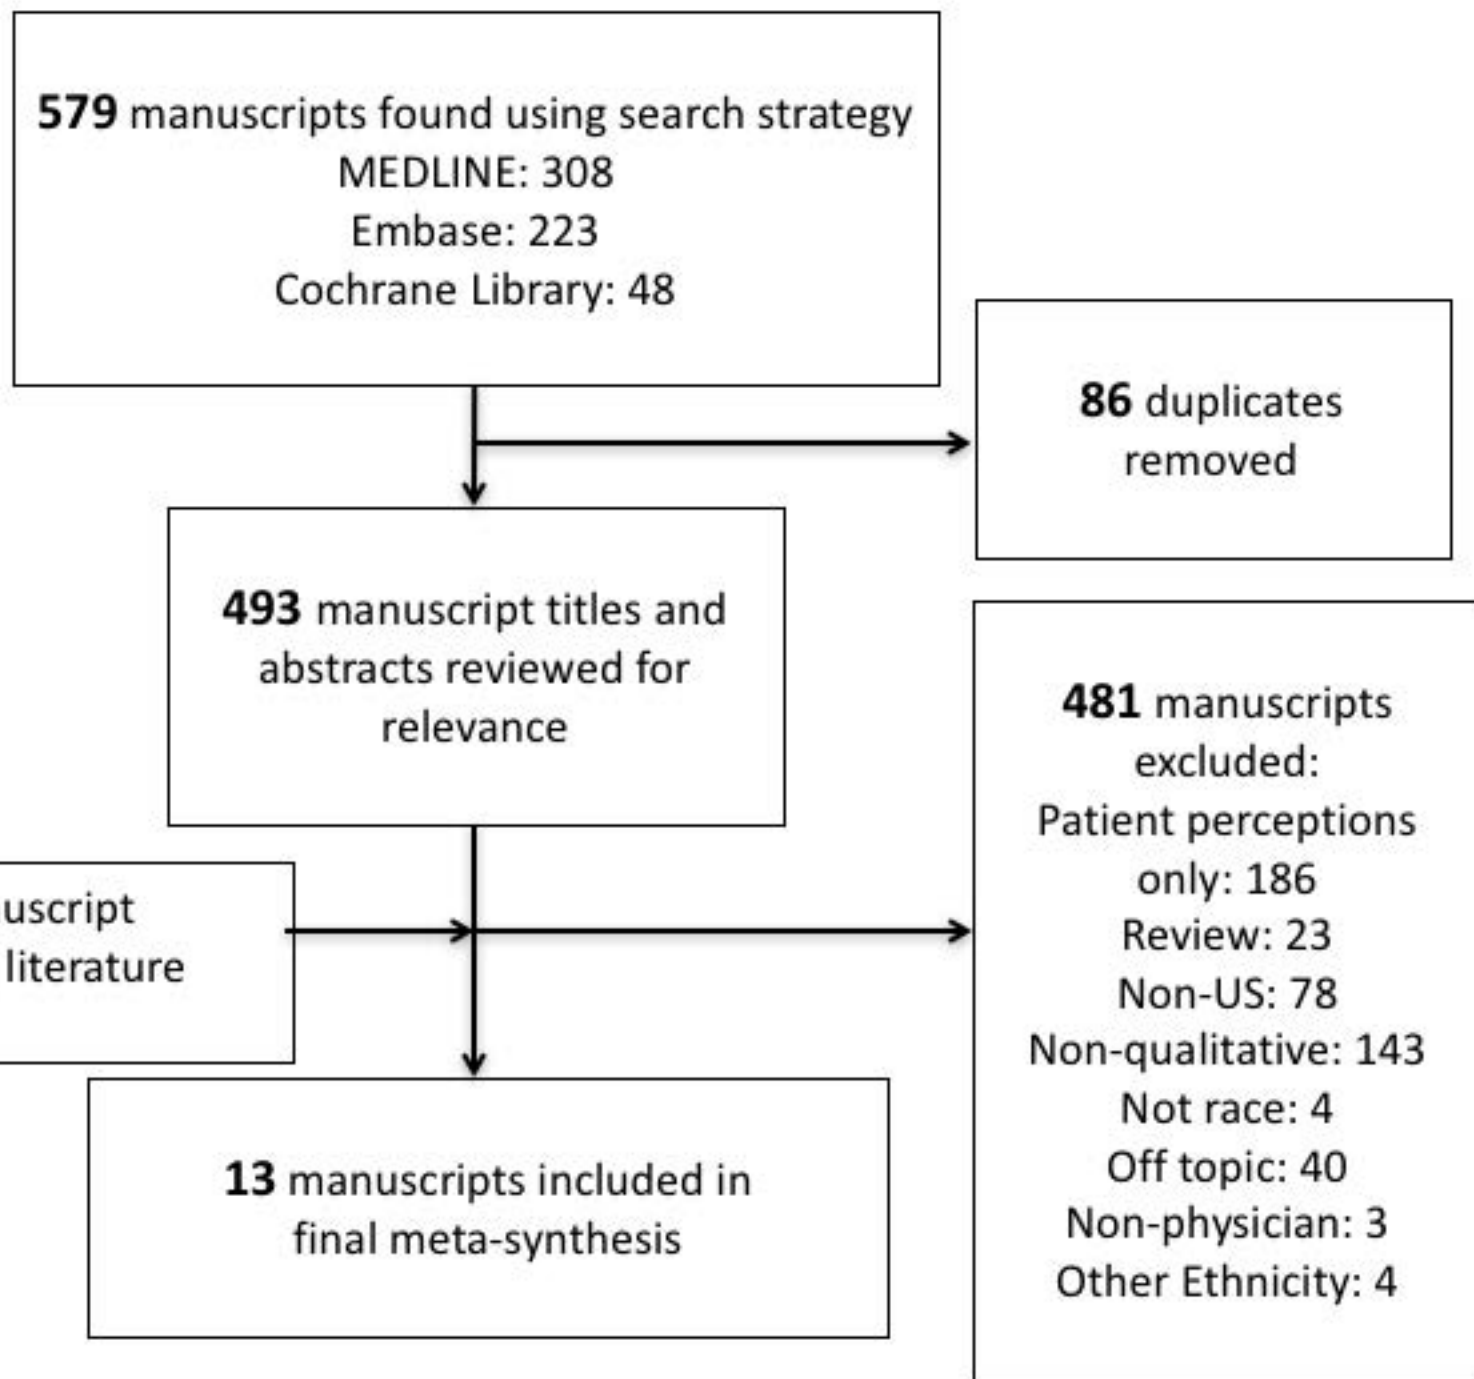 579 manuscripts found using search strategy
MEDLINE: 308
Embase: 223
Cochrane Library: 48
86 duplicates
removed
493 manuscript titles and
abstracts reviewed for
relevance
481 manuscripts
excluded:
Patient perceptions
only: 186
Review: 23
Non-US: 78
Non-qualitative: 143
Not race: 4
Off topic: 40
Non-physician: 3
Other Ethnicity: 4
uscript
literature
13 manuscripts included in
final meta-synthesis